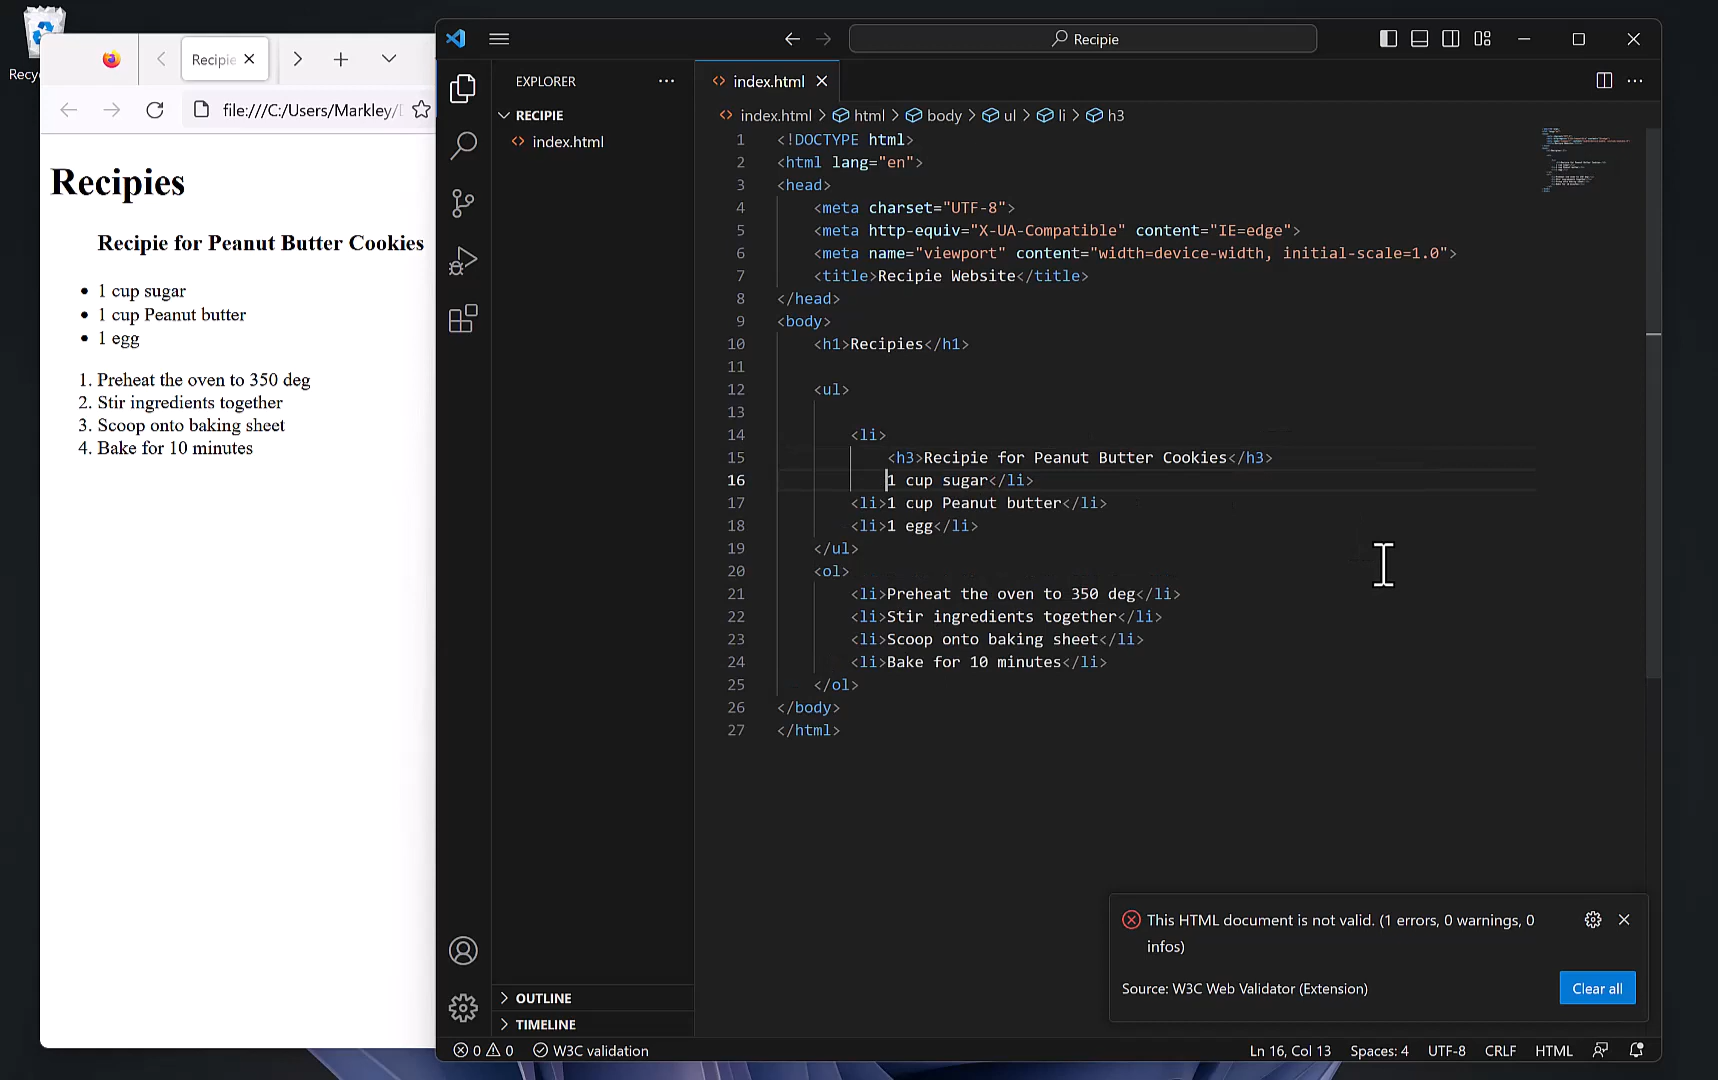 Recyc
Recipie
file:///C:/Users/Markley/
Recipies
Recipie for Peanut Butter Cookies
1 cup sugar
1 cup Peanut butter
1 egg
1. Preheat the oven to 350 deg
2. Stir ingredients together
3. Scoop onto baking sheet
4. Bake for 10 minutes
Recipie
EXPLORER
RECIPIE
index.html
OUTLINE
TIMELINE
index.html
index.html > html > body > ul > li > h3
1 <!DOCTYPE html>
2 <html lang="en">
3 <head>
4 <meta charset="UTF-8">
5 <meta http-equiv="X-UA-Compatible" content="IE=edge">
6 <meta name="viewport" content="width=device-width, initial-scale=1.0">
7 <title>Recipie Website</title>
8 </head>
9 <body>
10 <h1>Recipies</h1>
11
12 <ul>
13
14 <li>
15 <h3>Recipie for Peanut Butter Cookies</h3>
16 1 cup sugar</li>
17 <li>1 cup Peanut butter</li>
18 <li>1 egg</li>
19 </ul>
20 <ol>
21 <li>Preheat the oven to 350 deg</li>
22 <li>Stir ingredients together</li>
23 <li>Scoop onto baking sheet</li>
24 <li>Bake for 10 minutes</li>
25 </ol>
26 </body>
27 </html>
This HTML document is not valid. (1 errors, 0 warnings, 0
infos)
Source: W3C Web Validator (Extension)
Clear all
0 0 W3C validation
Ln 16, Col 13 Spaces: 4 UTF-8 CRLF HTML